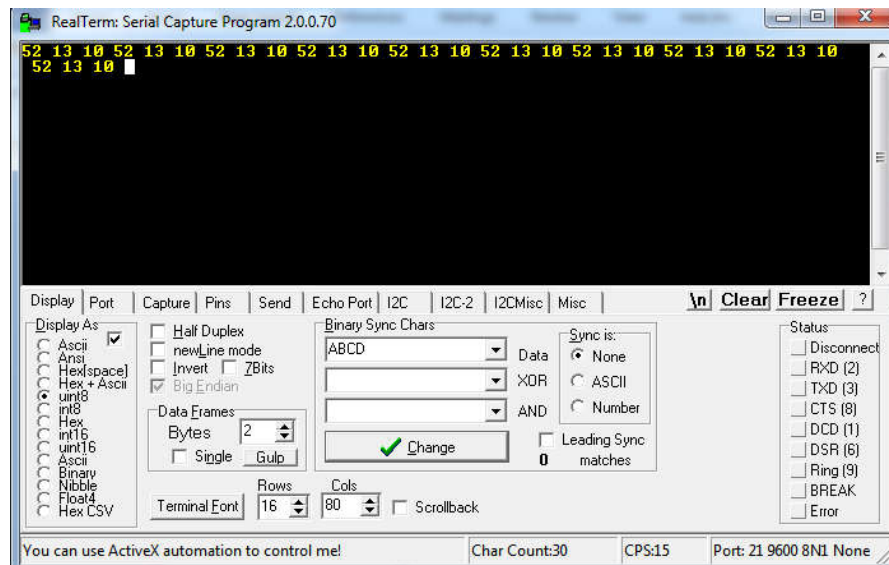 RealTerm: Serial Capture Program 2.0.0.70
52 13 10 52 13 10 52 13 10 52 13 10 52 13 10 52 13 10 52 13 10 52 13 10 52 13 10
52 13 10
Display Port Capture Pins Send Echo Port I2C I2C-2 I2CMisc Misc \n Clear Freeze ?
Display As
Ascii
Ansi
Hex[space]
Hex + Ascii
uint8
int8
Hex
int16
uint16
Ascii
Binary
Nibble
Float4
Hex CSV
Half Duplex
newLine mode
Invert 7Bits
Big Endian
Data Frames
Bytes 2
Single Gulp
Binary Sync Chars
ABCD Data
XOR
AND
Change
Sync is:
None
ASCII
Number
Leading Sync
0 matches
Terminal Font
Rows
16
Cols
80
Scrollback
Status
Disconnect
RXD (2)
TXD (3)
CTS (8)
DCD (1)
DSR (6)
Ring (9)
BREAK
Error
You can use ActiveX automation to control me! Char Count:30 CPS:15 Port: 21 9600 8N1 None